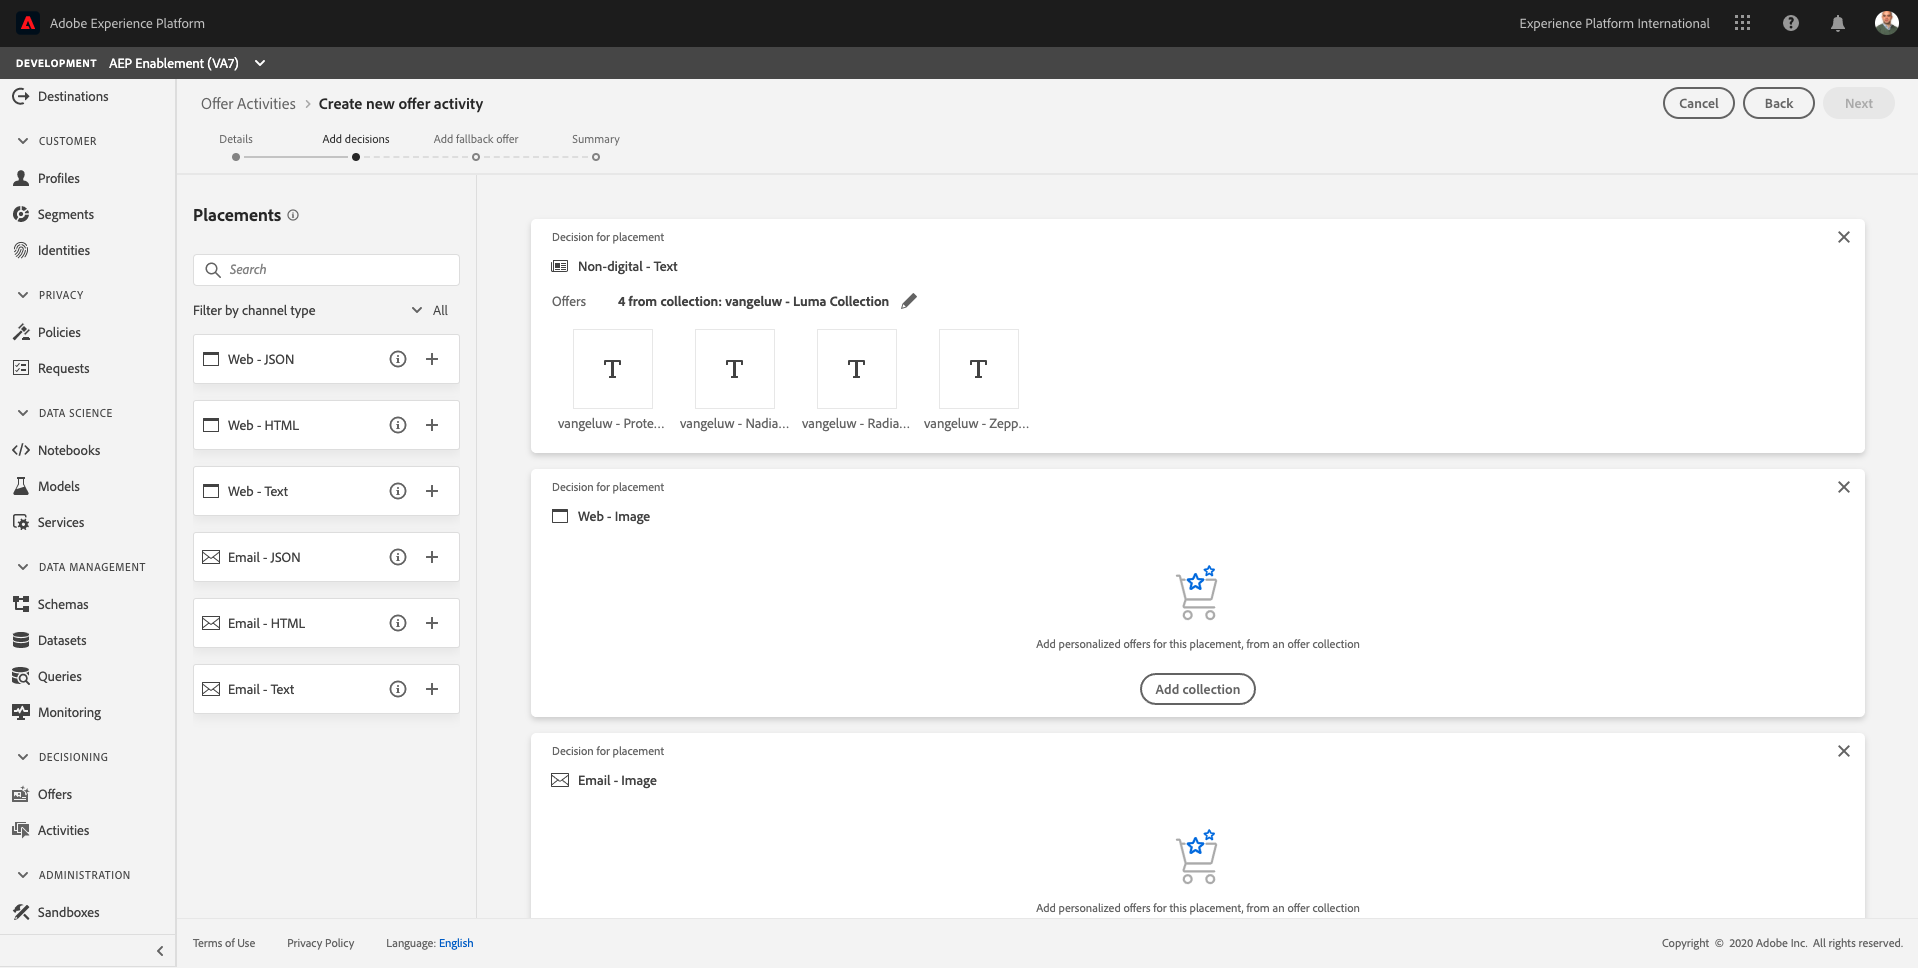 Adobe Experience Platform
Experience Platform International
DEVELOPMENT AEP Enablement (VA7)
Destinations
CUSTOMER
Profiles
Segments
Identities
PRIVACY
Policies
Requests
DATA SCIENCE
Notebooks
Models
Services
DATA MANAGEMENT
Schemas
Datasets
Queries
Monitoring
DECISIONING
Offers
Activities
ADMINISTRATION
Sandboxes
Offer Activities > Create new offer activity
Cancel
Back
Next
Details
Add decisions
Add fallback offer
Summary
Placements
Search
Filter by channel type
All
Web - JSON
Web - HTML
Web - Text
Email - JSON
Email - HTML
Email - Text
Decision for placement
Non-digital - Text
Offers 4 from collection: vangeluw - Luma Collection
T T T T
vangeluw - Prote... vangeluw - Nadia... vangeluw - Radia... vangeluw - Zepp...
Decision for placement
Web - Image
Add personalized offers for this placement, from an offer collection
Add collection
Decision for placement
Email - Image
Add personalized offers for this placement, from an offer collection
Terms of Use
Privacy Policy
Language: English
Copyright © 2020 Adobe Inc. All rights reserved.